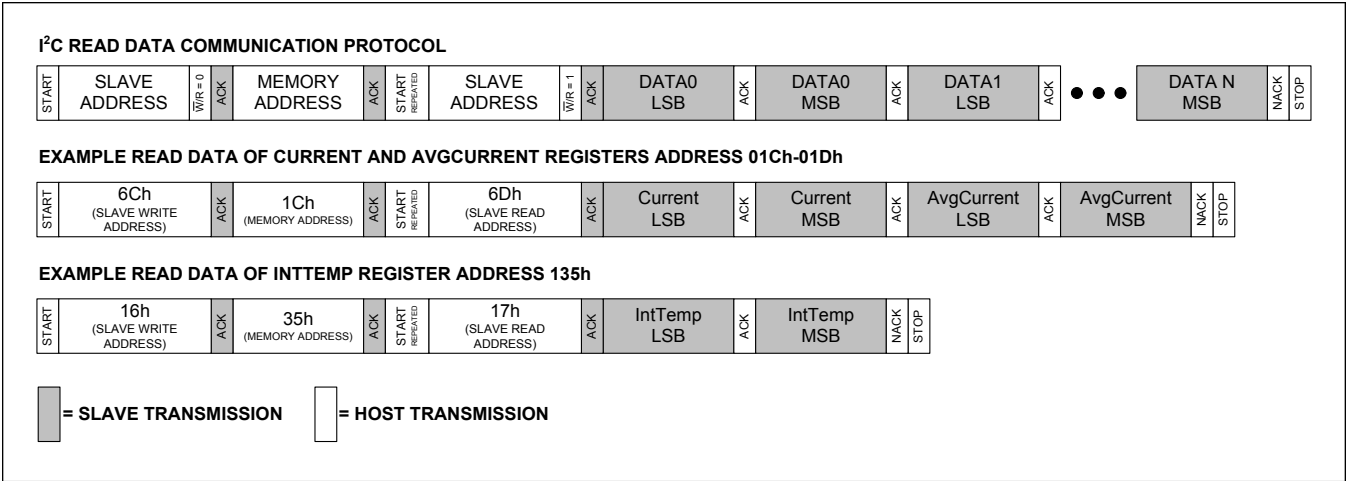 I²C READ DATA COMMUNICATION PROTOCOL
START SLAVE ADDRESS W̅/R = 0 ACK MEMORY ADDRESS ACK START REPEATED SLAVE ADDRESS W̅/R = 1 ACK DATA0 LSB ACK DATA0 MSB ACK DATA1 LSB ACK ● ● ● DATA N MSB NACK STOP
EXAMPLE READ DATA OF CURRENT AND AVGCURRENT REGISTERS ADDRESS 01Ch-01Dh
START 6Ch (SLAVE WRITE ADDRESS) ACK 1Ch (MEMORY ADDRESS) ACK START REPEATED 6Dh (SLAVE READ ADDRESS) ACK Current LSB ACK Current MSB ACK AvgCurrent LSB ACK AvgCurrent MSB NACK STOP
EXAMPLE READ DATA OF INTTEMP REGISTER ADDRESS 135h
START 16h (SLAVE WRITE ADDRESS) ACK 35h (MEMORY ADDRESS) ACK START REPEATED 17h (SLAVE READ ADDRESS) ACK IntTemp LSB ACK IntTemp MSB NACK STOP
= SLAVE TRANSMISSION = HOST TRANSMISSION